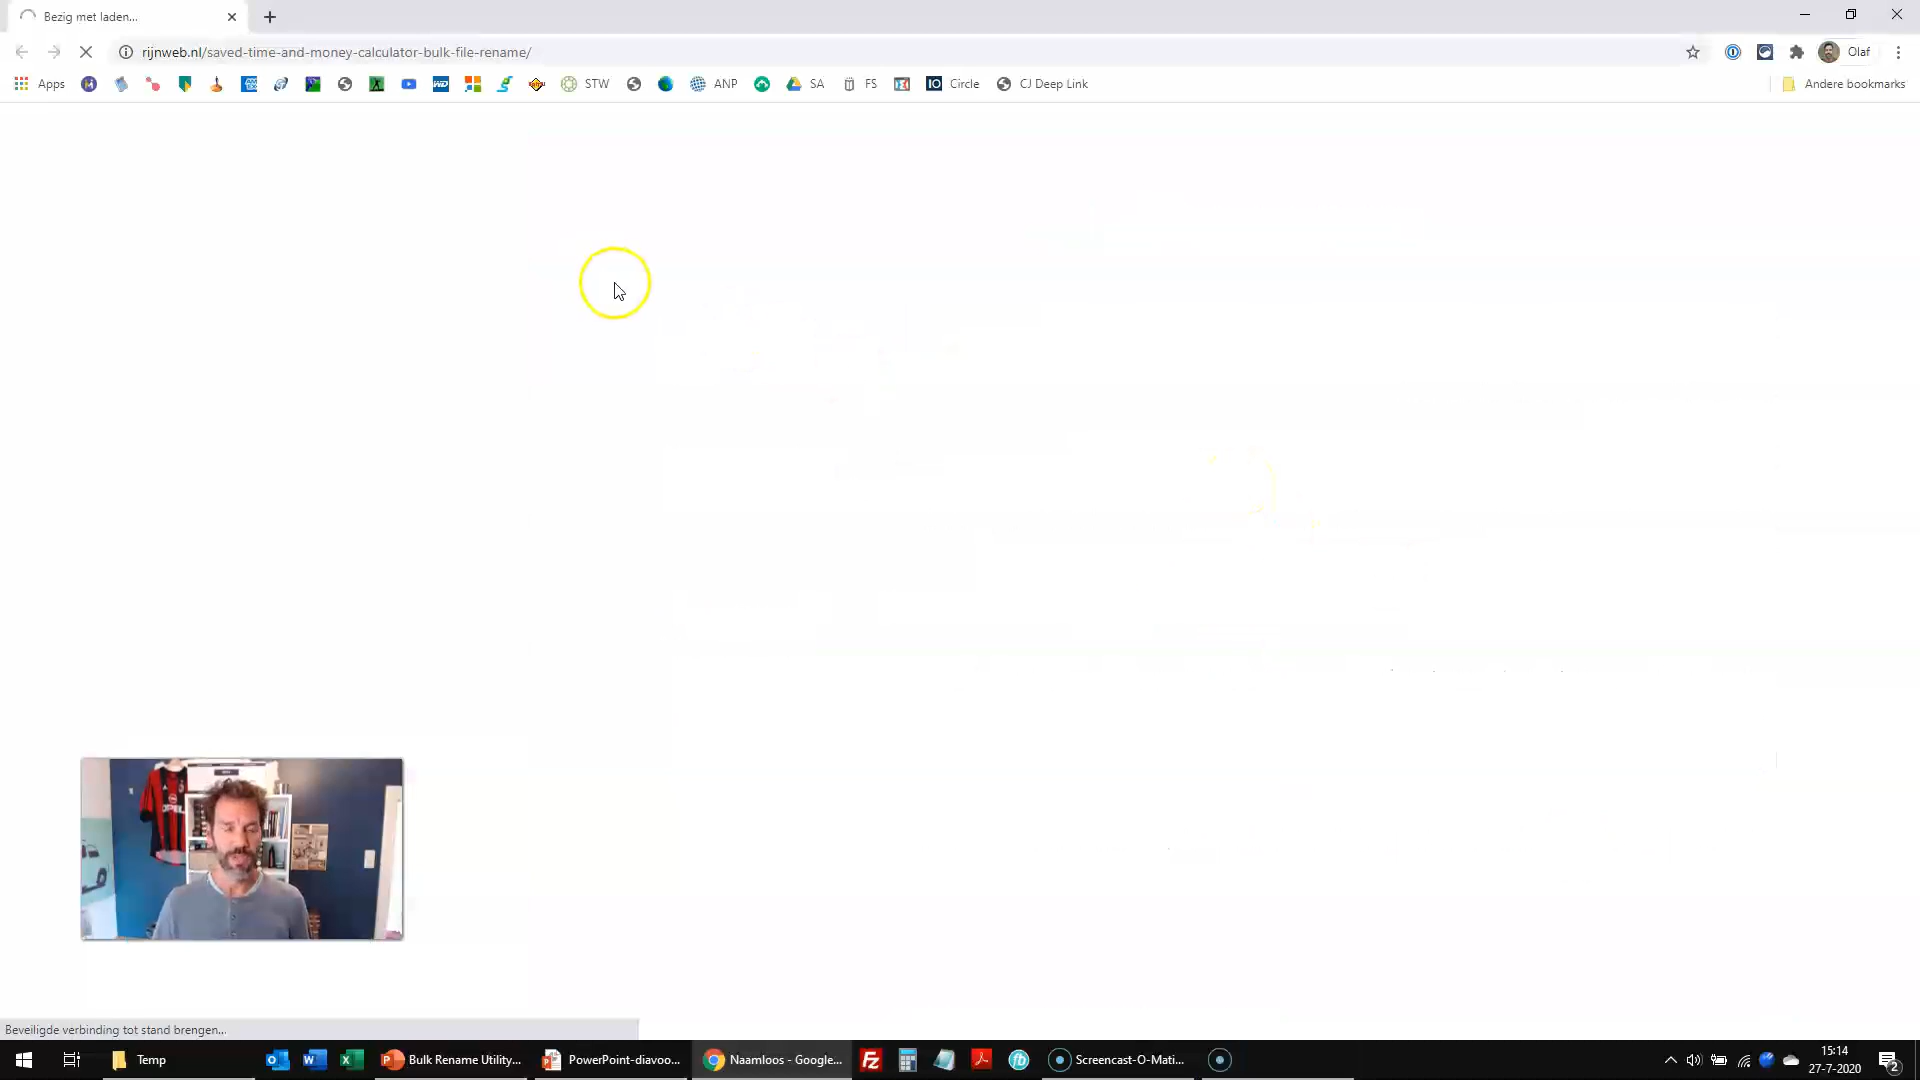 Bezig met laden...
rijnweb.nl/saved-time-and-money-calculator-bulk-file-rename/
Olaf
Apps
STW
ANP
SA
FS
Circle
CJ Deep Link
Andere bookmarks
OPEL
Beveiligde verbinding tot stand brengen...
Temp
Bulk Rename Utility...
PowerPoint-diavoo...
Naamloos - Google...
Screencast-O-Mati...
15:14
27-7-2020
2